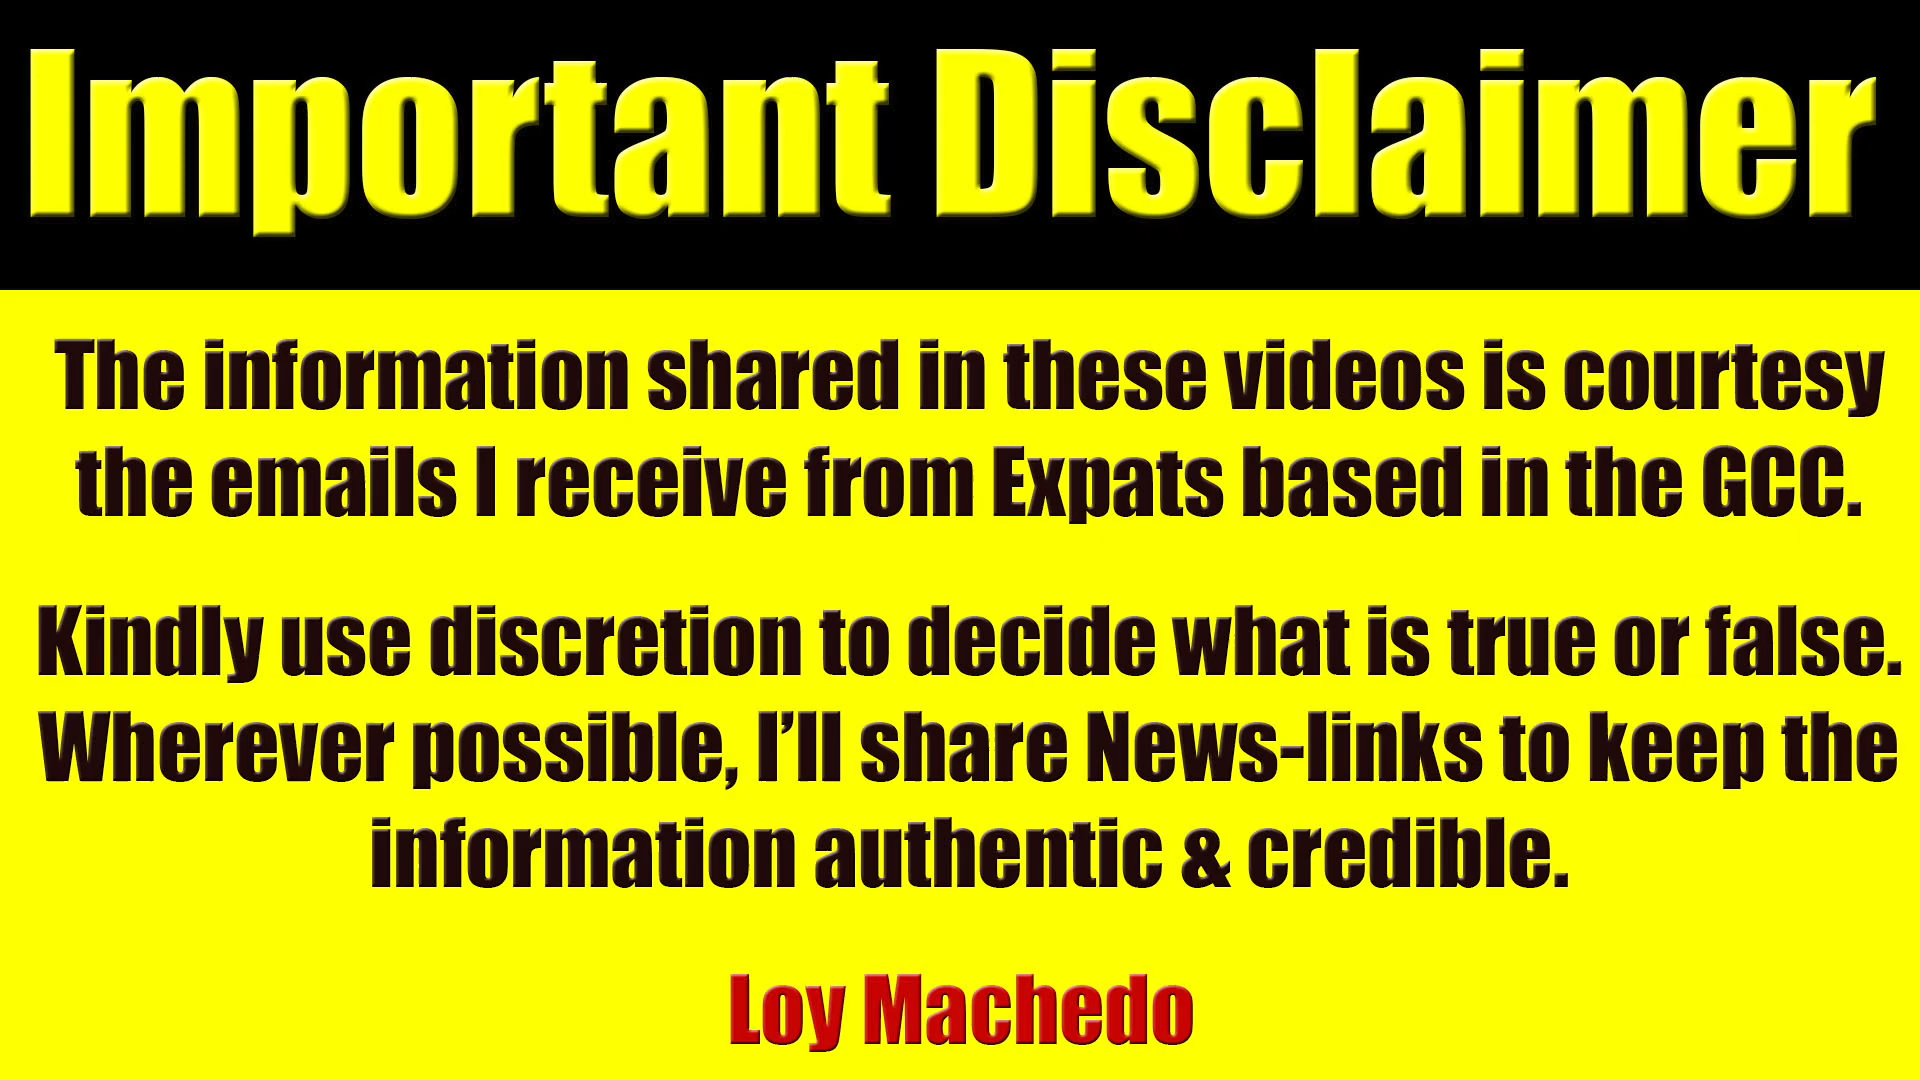 Important Disclaimer
The information shared in these videos is courtesy
the emails I receive from Expats based in the GCC.
Kindly use discretion to decide what is true or false.
Wherever possible, I’ll share News-links to keep the
information authentic & credible.
Loy Machedo